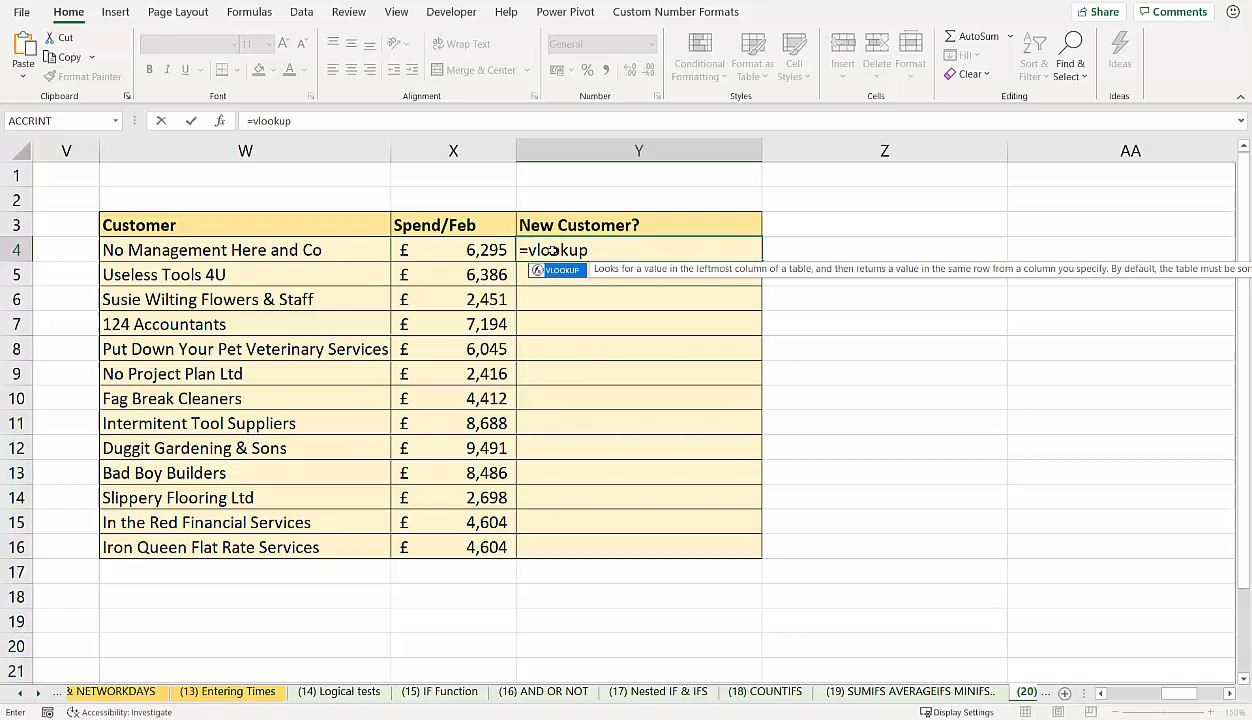 File Home Insert Page Layout Formulas Data Review View Developer Help Power Pivot Custom Number Formats Share Comments
Paste Cut Copy Format Painter
11 B I U
Wrap Text Merge & Center
General % ,
Conditional Formatting Format as Table Cell Styles
Insert Delete Format
AutoSum Fill Clear
Sort & Filter Find & Select
Ideas
Clipboard Font Alignment Number Styles Cells Editing Ideas
ACCRINT fx =vlookup
V W X Y Z AA
1
2
3 Customer Spend/Feb New Customer?
4 No Management Here and Co £ 6,295 =vlookup
VLOOKUP Looks for a value in the leftmost column of a table, and then returns a value in the same row from a column you specify. By default, the table must be sor
5 Useless Tools 4U £ 6,386
6 Susie Wilting Flowers & Staff £ 2,451
7 124 Accountants £ 7,194
8 Put Down Your Pet Veterinary Services £ 6,045
9 No Project Plan Ltd £ 2,416
10 Fag Break Cleaners £ 4,412
11 Intermitent Tool Suppliers £ 8,688
12 Duggit Gardening & Sons £ 9,491
13 Bad Boy Builders £ 8,486
14 Slippery Flooring Ltd £ 2,698
15 In the Red Financial Services £ 4,604
16 Iron Queen Flat Rate Services £ 4,604
17
18
19
20
21
... & NETWORKDAYS (13) Entering Times (14) Logical tests (15) IF Function (16) AND OR NOT (17) Nested IF & IFS (18) COUNTIFS (19) SUMIFS AVERAGEIFS MINIFS.. (20) ...
Enter Accessibility: Investigate Display Settings 150%